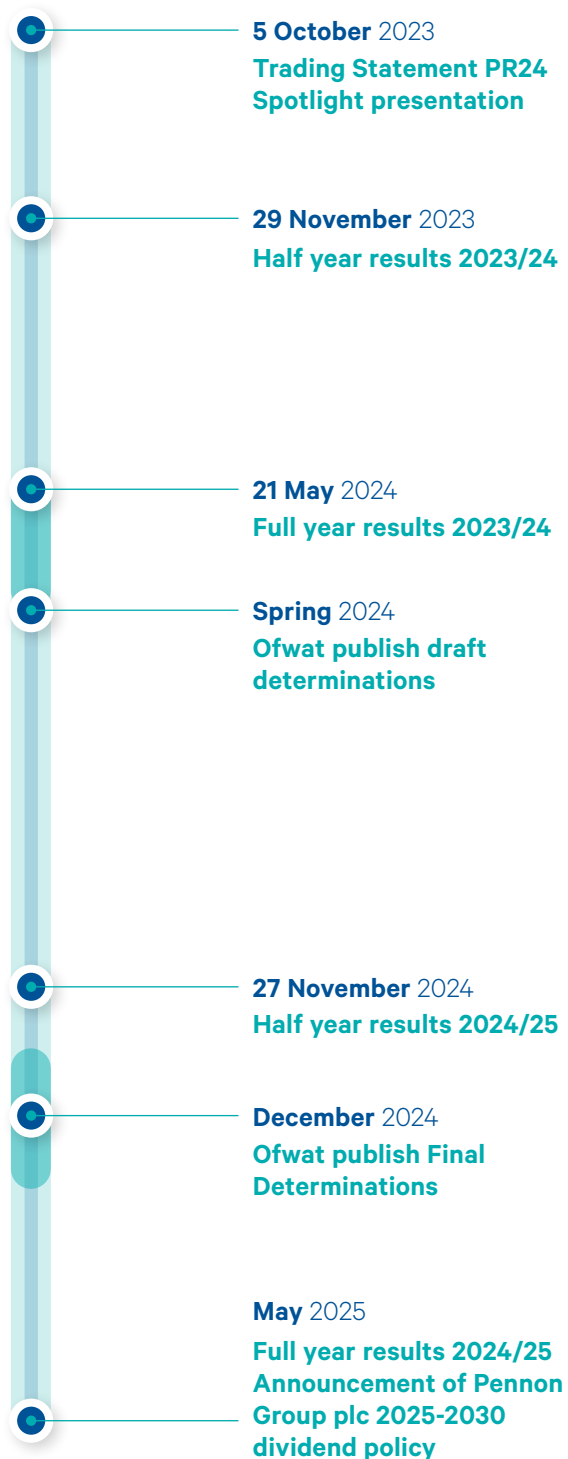 5 October 2023
Trading Statement PR24
Spotlight presentation
29 November 2023
Half year results 2023/24
21 May 2024
Full year results 2023/24
Spring 2024
Ofwat publish draft
determinations
27 November 2024
Half year results 2024/25
December 2024
Ofwat publish Final
Determinations
May 2025
Full year results 2024/25
Announcement of Pennon
Group plc 2025-2030
dividend policy